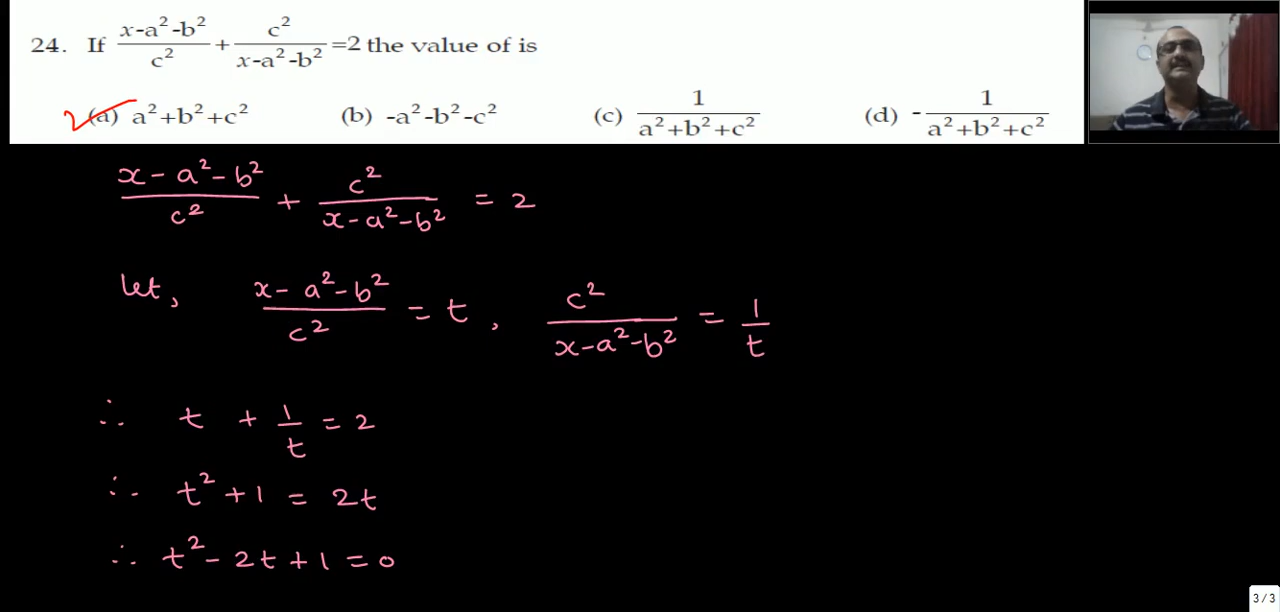 24. If (x-a²-b²)/c² + c²/(x-a²-b²) =2 the value of is
(a) a²+b²+c² (b) -a²-b²-c² (c) 1/(a²+b²+c²) (d) - 1/(a²+b²+c²)
(x-a²-b²)/c² + c²/(x-a²-b²) = 2
let, (x-a²-b²)/c² = t, c²/(x-a²-b²) = 1/t
∴ t + 1/t = 2
∴ t²+1 = 2t
∴ t²-2t+1=0
3/3